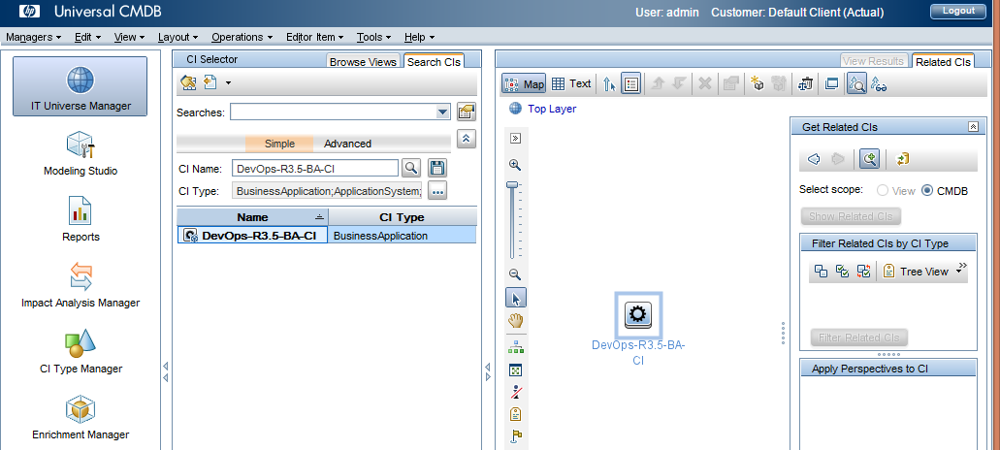 hp Universal CMDB
User: admin Customer: Default Client (Actual) Logout
Managers Edit View Layout Operations Editor Item Tools Help
IT Universe Manager
Modeling Studio
Reports
Impact Analysis Manager
CI Type Manager
Enrichment Manager
CI Selector Browse Views Search CIs
Searches:
Simple Advanced
CI Name: DevOps-R3.5-BA-CI
CI Type: BusinessApplication;ApplicationSystem; ...
Name CI Type
DevOps-R3.5-BA-CI BusinessApplication
View Results Related CIs
Map Text
Top Layer
DevOps-R3.5-BA-
CI
Get Related CIs
Select scope: View CMDB
Show Related CIs
Filter Related CIs by CI Type
Tree View
Filter Related CIs
Apply Perspectives to CI